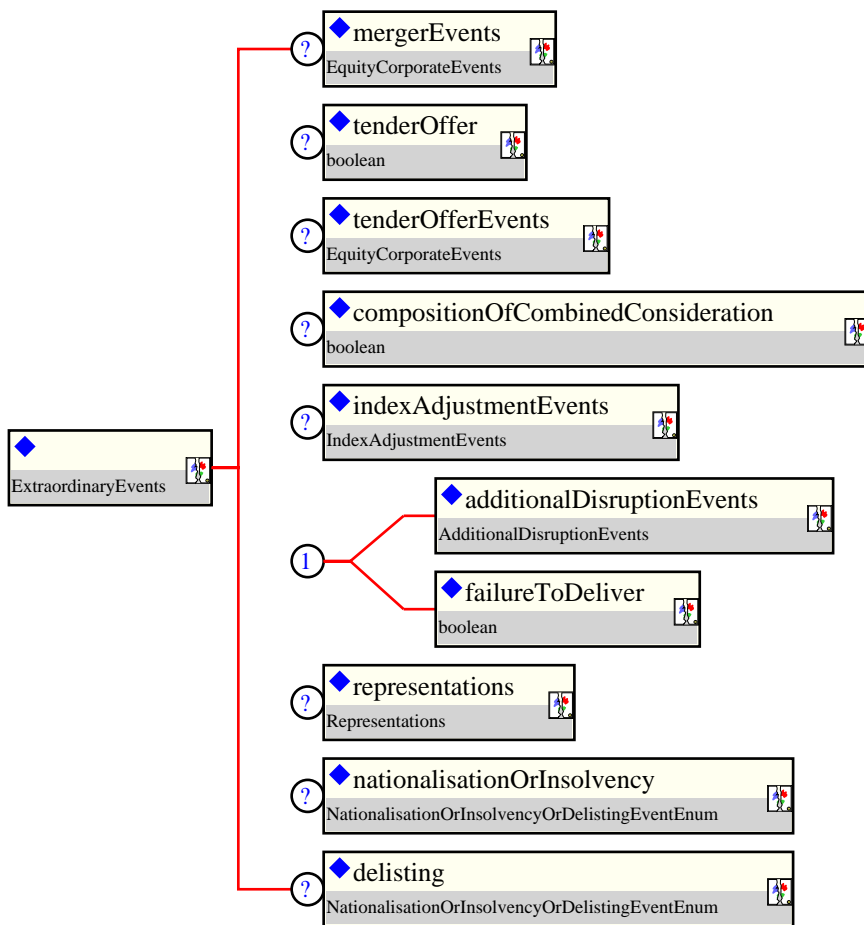 ?
mergerEvents
EquityCorporateEvents
?
tenderOffer
boolean
?
tenderOfferEvents
EquityCorporateEvents
?
compositionOfCombinedConsideration
boolean
?
indexAdjustmentEvents
IndexAdjustmentEvents
ExtraordinaryEvents
1
additionalDisruptionEvents
AdditionalDisruptionEvents
failureToDeliver
boolean
?
representations
Representations
?
nationalisationOrInsolvency
NationalisationOrInsolvencyOrDelistingEventEnum
?
delisting
NationalisationOrInsolvencyOrDelistingEventEnum